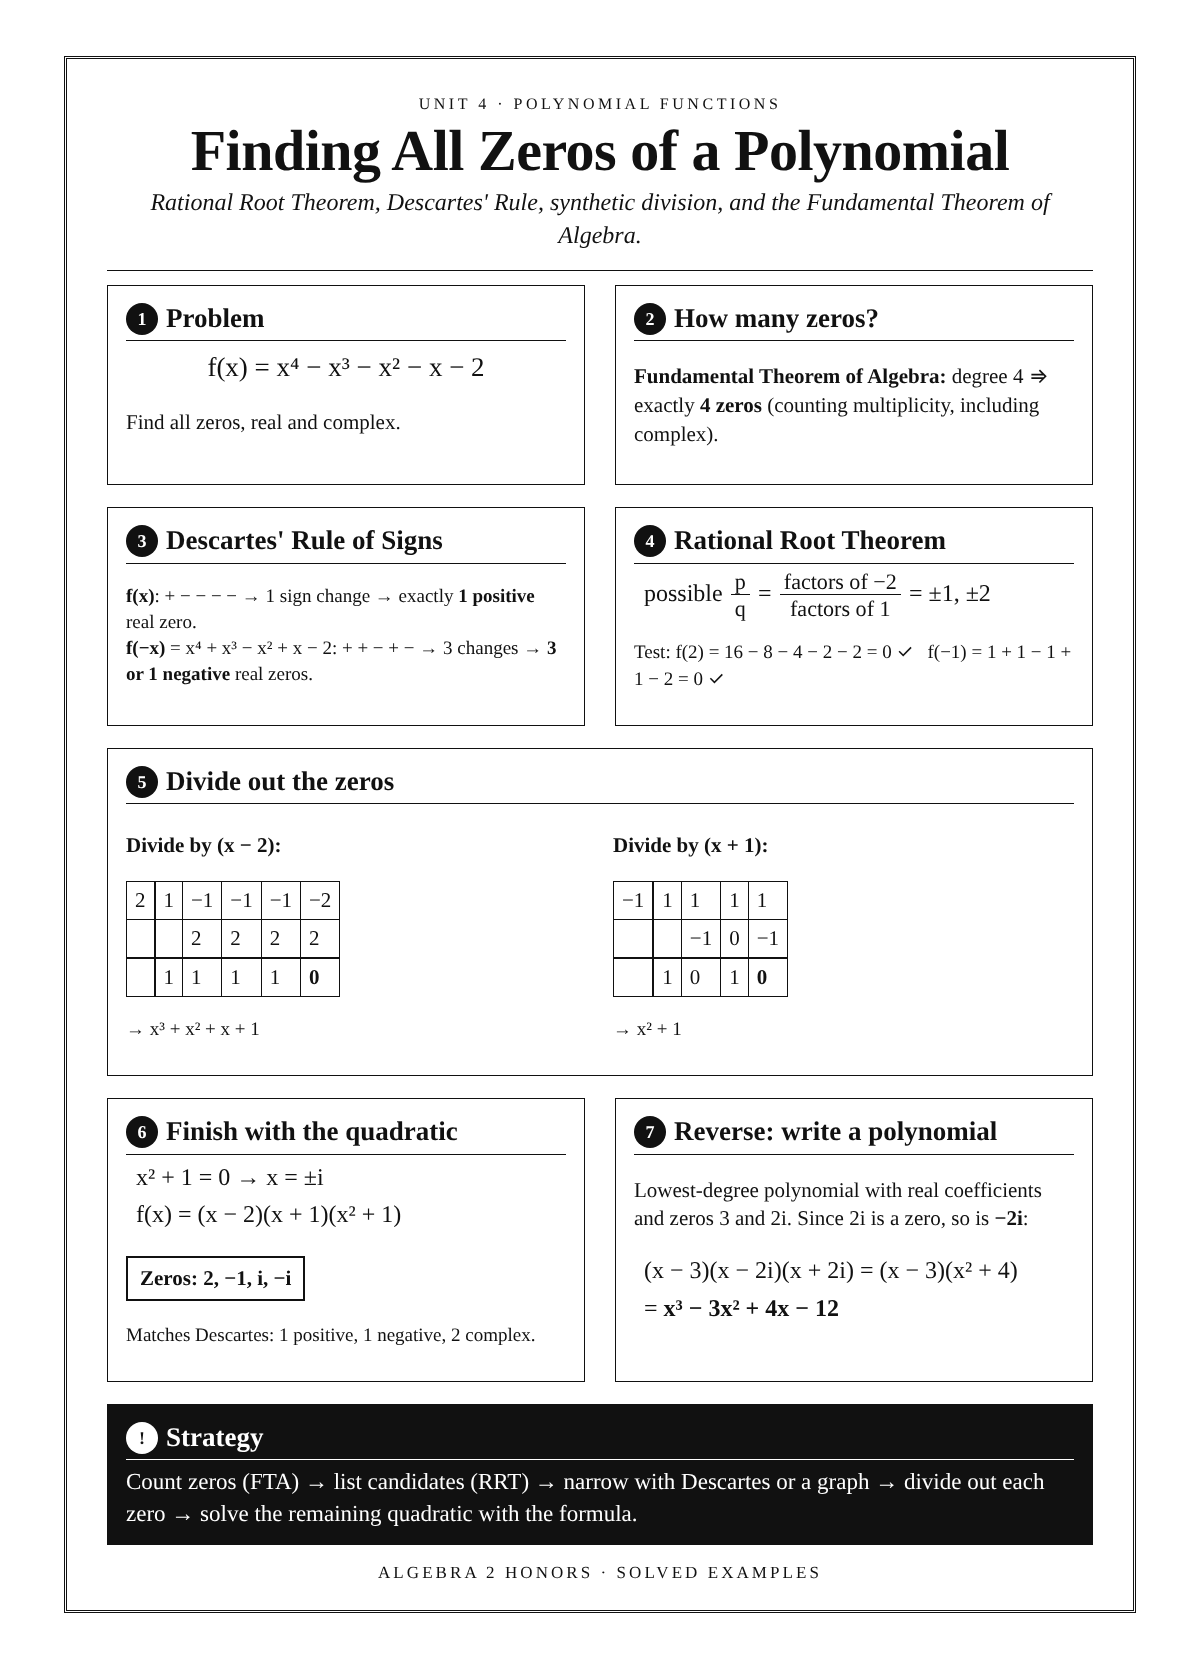 UNIT 4 · POLYNOMIAL FUNCTIONS
Finding All Zeros of a Polynomial
Rational Root Theorem, Descartes' Rule, synthetic division, and the Fundamental Theorem of
Algebra.
1 Problem
f(x) = x⁴ − x³ − x² − x − 2
Find all zeros, real and complex.
2 How many zeros?
Fundamental Theorem of Algebra: degree 4 ⇒
exactly 4 zeros (counting multiplicity, including
complex).
3 Descartes' Rule of Signs
f(x): + − − − − → 1 sign change → exactly 1 positive
real zero.
f(−x) = x⁴ + x³ − x² + x − 2: + + − + − → 3 changes → 3
or 1 negative real zeros.
4 Rational Root Theorem
possible p/q = factors of −2/factors of 1 = ±1, ±2
Test: f(2) = 16 − 8 − 4 − 2 − 2 = 0 ✓ f(−1) = 1 + 1 − 1 +
1 − 2 = 0 ✓
5 Divide out the zeros
Divide by (x − 2):
2 1 −1 −1 −1 −2
2 2 2 2
1 1 1 1 0
→ x³ + x² + x + 1
Divide by (x + 1):
−1 1 1 1 1
−1 0 −1
1 0 1 0
→ x² + 1
6 Finish with the quadratic
x² + 1 = 0 → x = ±i
f(x) = (x − 2)(x + 1)(x² + 1)
Zeros: 2, −1, i, −i
Matches Descartes: 1 positive, 1 negative, 2 complex.
7 Reverse: write a polynomial
Lowest-degree polynomial with real coefficients
and zeros 3 and 2i. Since 2i is a zero, so is −2i:
(x − 3)(x − 2i)(x + 2i) = (x − 3)(x² + 4)
= x³ − 3x² + 4x − 12
! Strategy
Count zeros (FTA) → list candidates (RRT) → narrow with Descartes or a graph → divide out each
zero → solve the remaining quadratic with the formula.
ALGEBRA 2 HONORS · SOLVED EXAMPLES